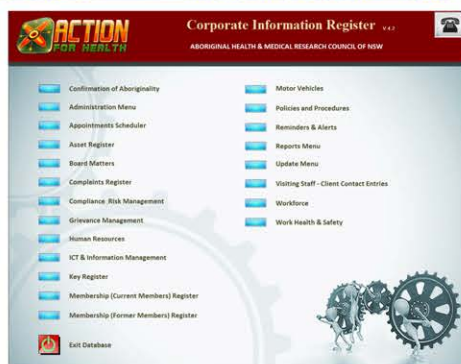 ACTION
FOR HEALTH
Corporate Information Register V 4.3
ABORIGINAL HEALTH & MEDICAL RESEARCH COUNCIL OF NSW
Confirmation of Aboriginality
Administration Menu
Appointments Scheduler
Asset Register
Board Matters
Complaints Register
Compliance Risk Management
Grievance Management
Human Resources
ICT & Information Management
Key Register
Membership (Current Members) Register
Membership (Former Members) Register
Exit Database
Motor Vehicles
Policies and Procedures
Reminders & Alerts
Reports Menu
Update Menu
Visiting Staff - Client Contact Entries
Workforce
Work Health & Safety